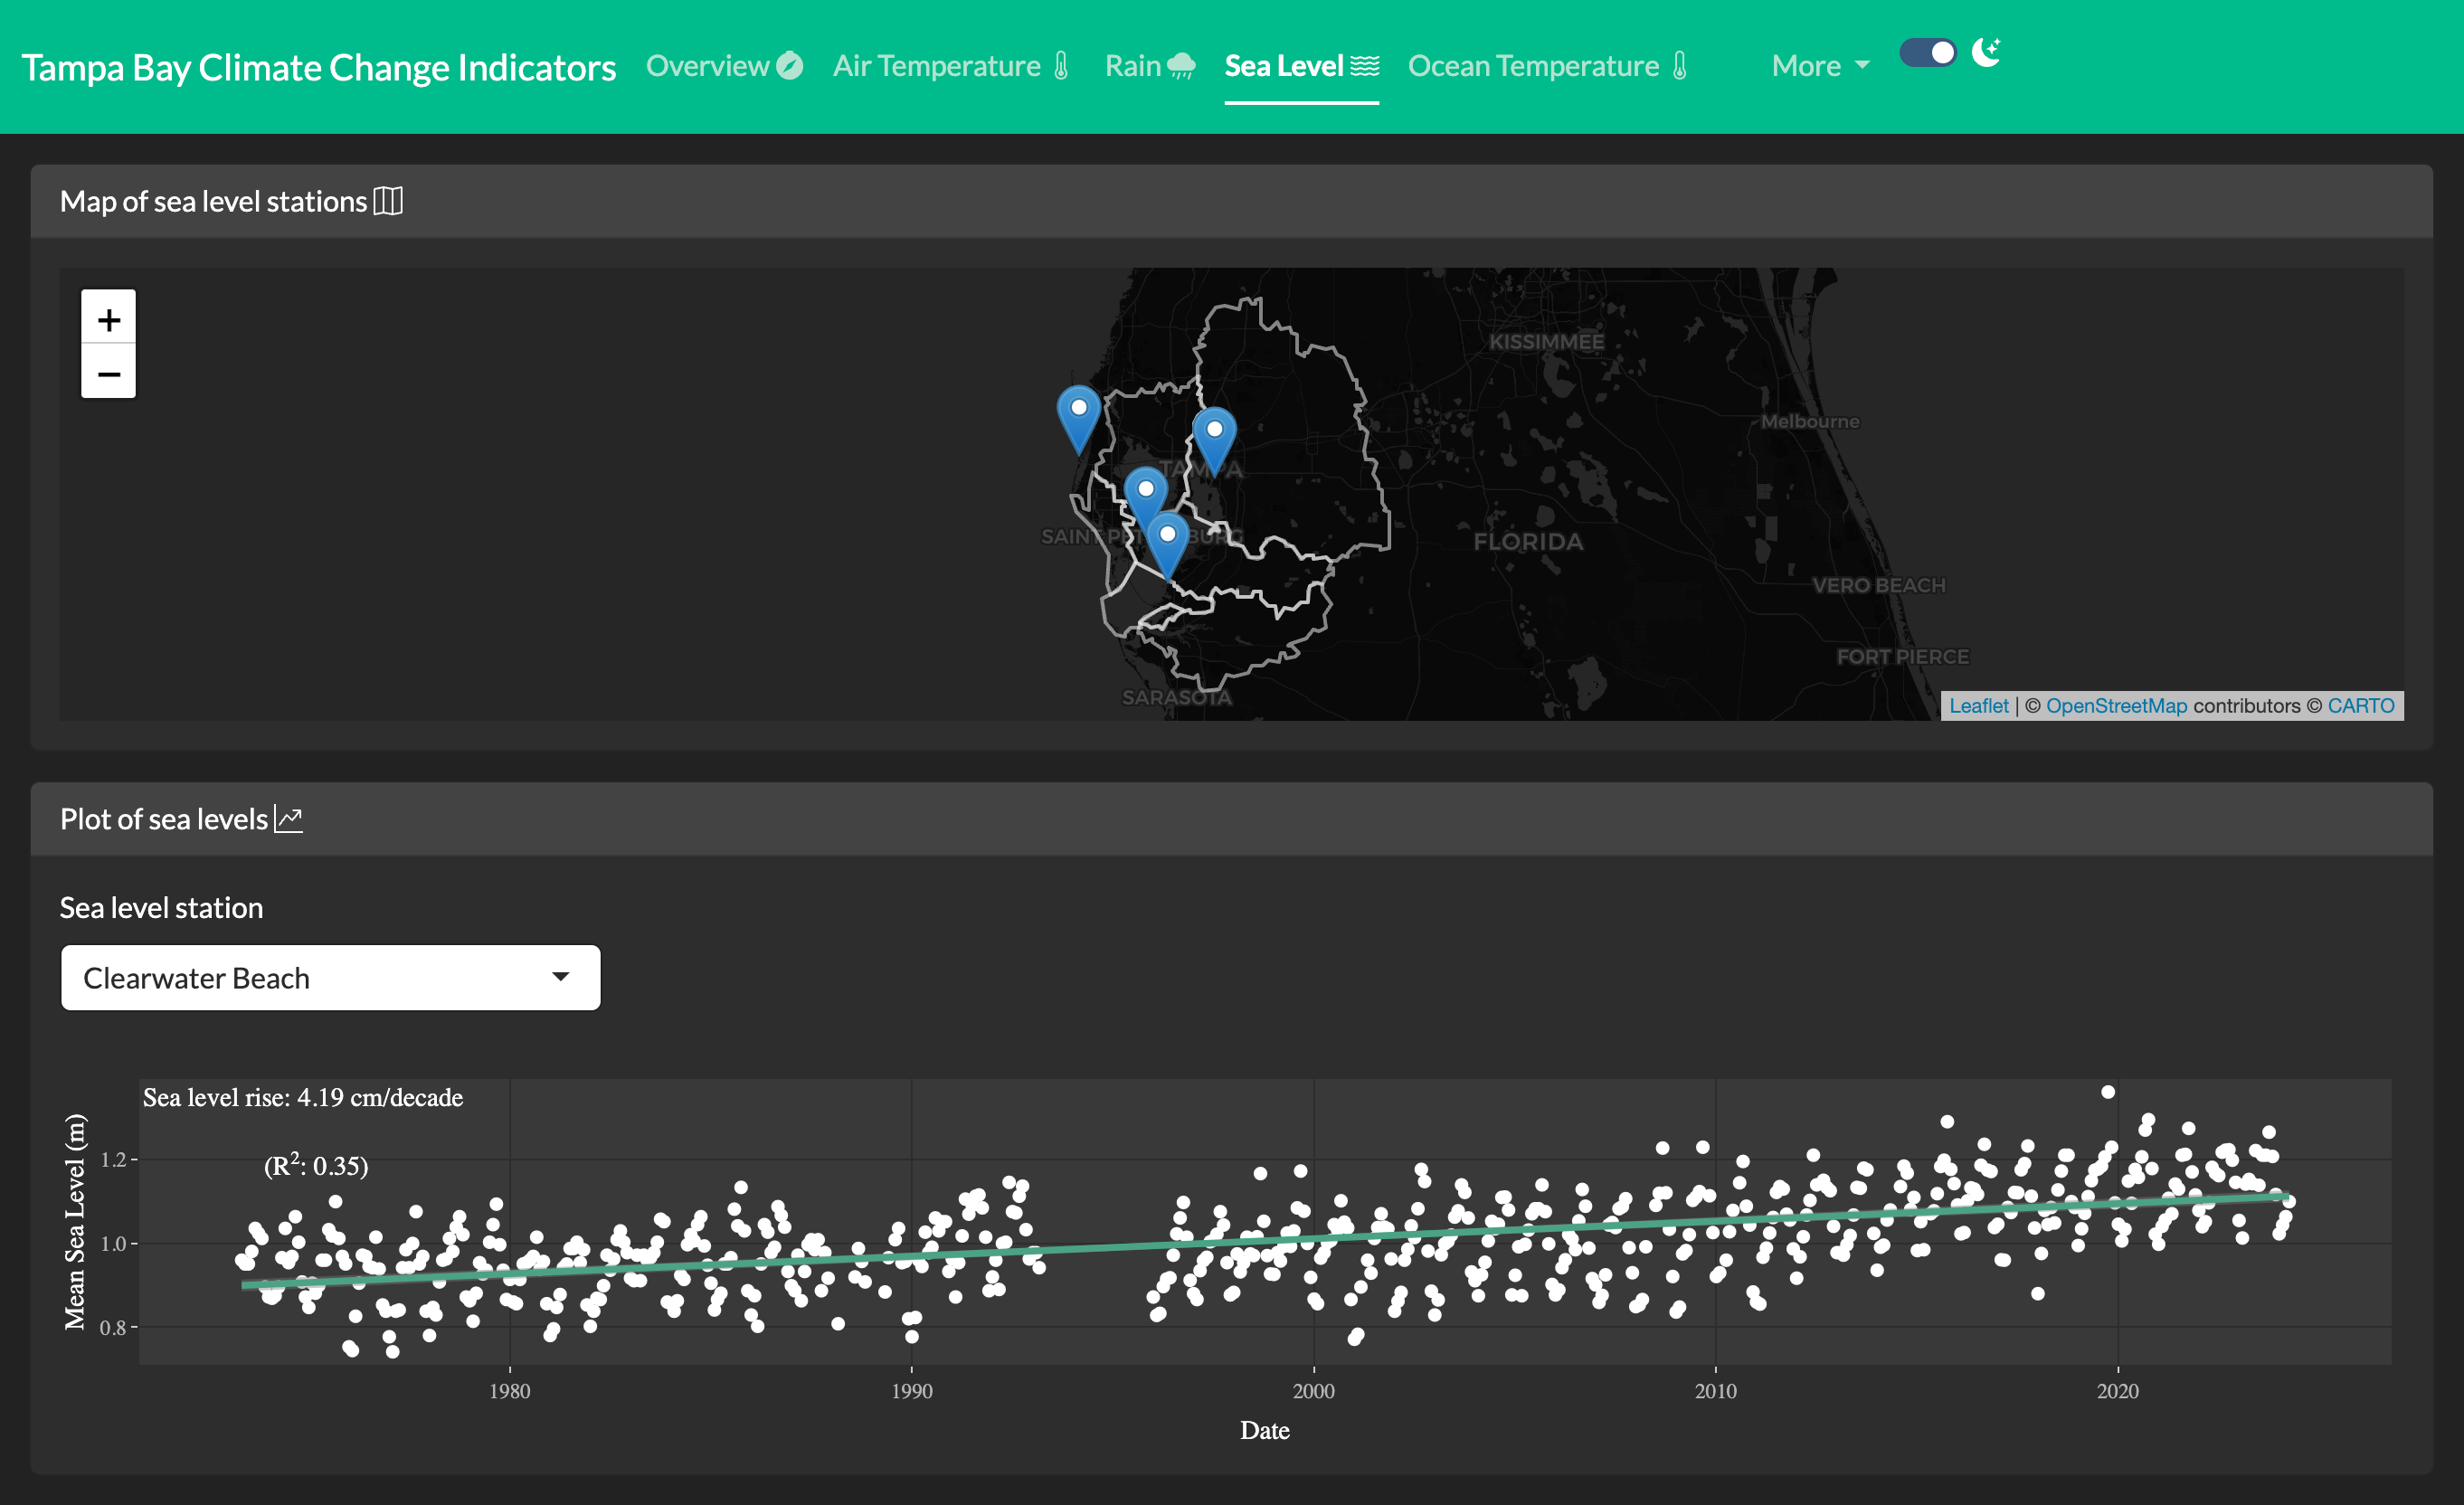 Tampa Bay Climate Change Indicators
Overview
Air Temperature
Rain
Sea Level
Ocean Temperature
More
Map of sea level stations
+
−
KISSIMMEE
Melbourne
TAMPA
FLORIDA
VERO BEACH
FORT PIERCE
SARASOTA
Leaflet | © OpenStreetMap contributors © CARTO
Plot of sea levels
Sea level station
Clearwater Beach
Sea level rise: 4.19 cm/decade
(R²: 0.35)
Mean Sea Level (m)
1.2
1.0
0.8
1980
1990
2000
2010
2020
Date